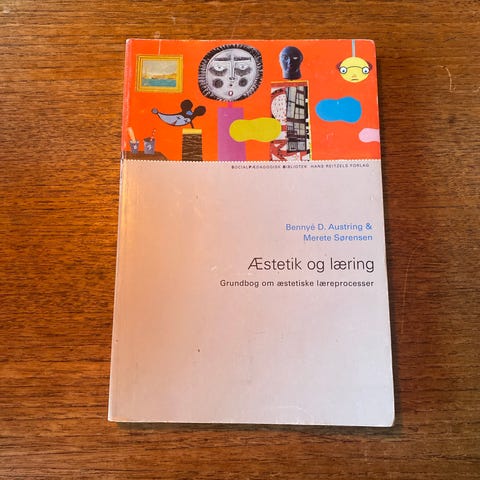 SOCIALPÆDAGOGISK BIBLIOTEK HANS REITZELS FORLAG
Bennyé D. Austring &
Merete Sørensen
Æstetik og læring
Grundbog om æstetiske læreprocesser